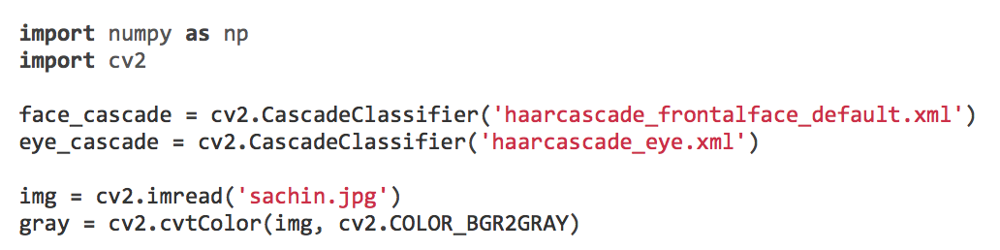 import numpy as np
import cv2
face_cascade = cv2.CascadeClassifier('haarcascade_frontalface_default.xml')
eye_cascade = cv2.CascadeClassifier('haarcascade_eye.xml')
img = cv2.imread('sachin.jpg')
gray = cv2.cvtColor(img, cv2.COLOR_BGR2GRAY)